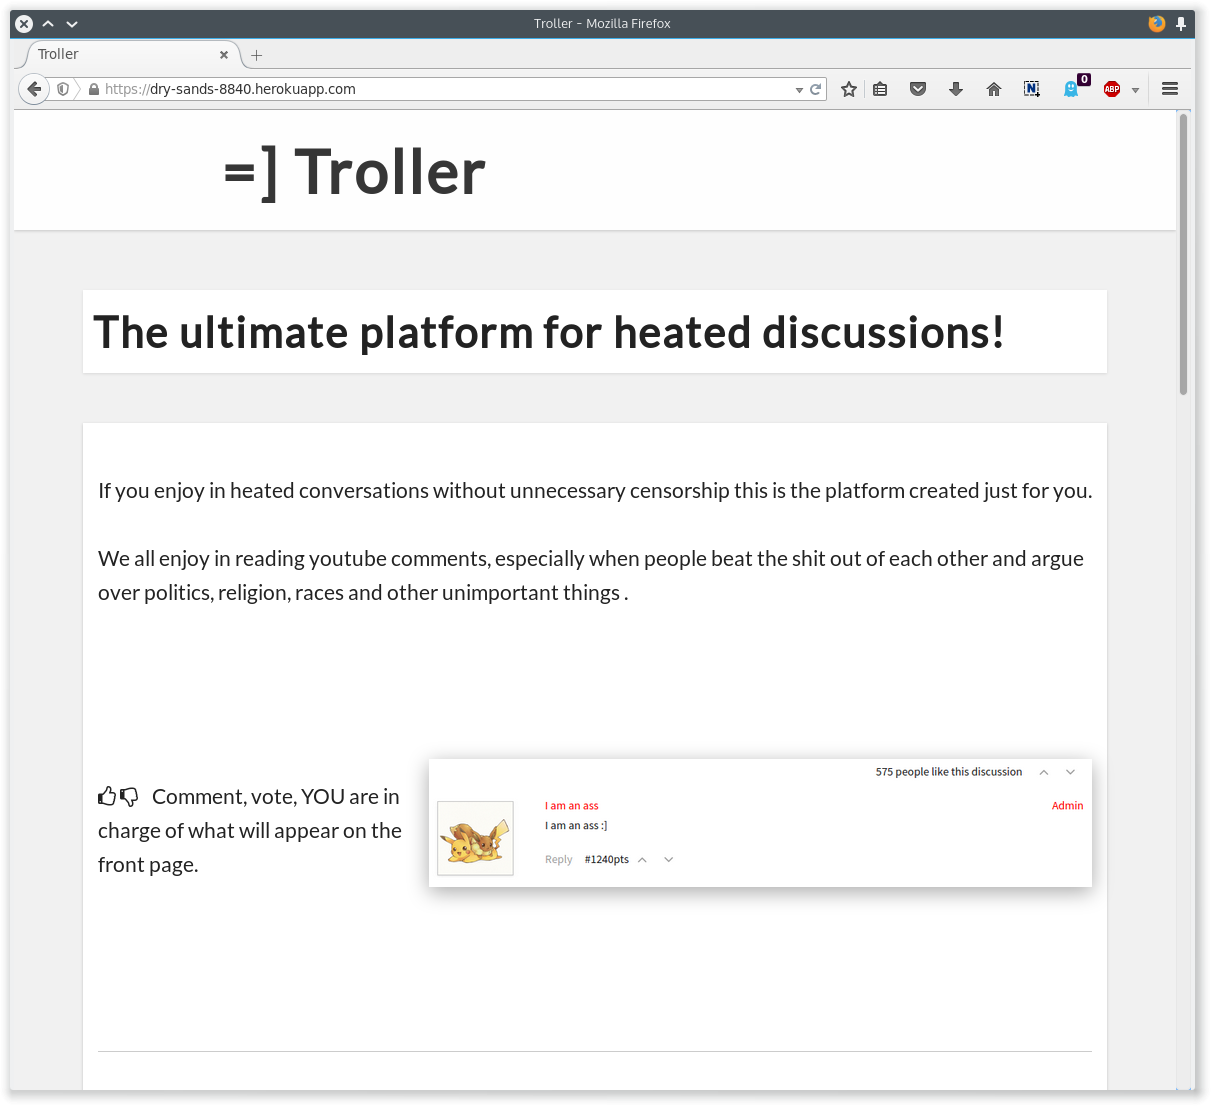 Troller - Mozilla Firefox
Troller
https://dry-sands-8840.herokuapp.com
N
0
ABP
=] Troller
The ultimate platform for heated discussions!
If you enjoy in heated conversations without unnecessary censorship this is the platform created just for you.
We all enjoy in reading youtube comments, especially when people beat the shit out of each other and argue
over politics, religion, races and other unimportant things .
Comment, vote, YOU are in
charge of what will appear on the
front page.
575 people like this discussion
I am an ass
Admin
I am an ass :]
Reply #1240pts